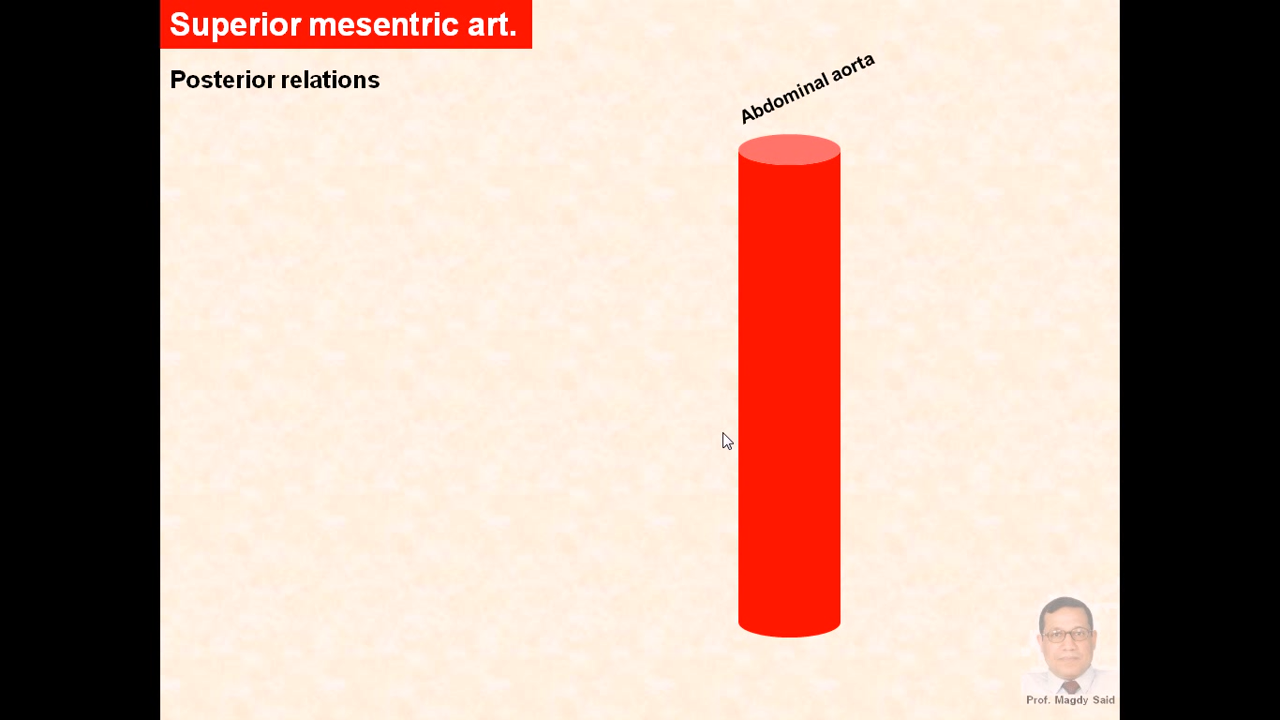 Superior mesentric art.
Posterior relations
Abdominal aorta
Prof. Magdy Said